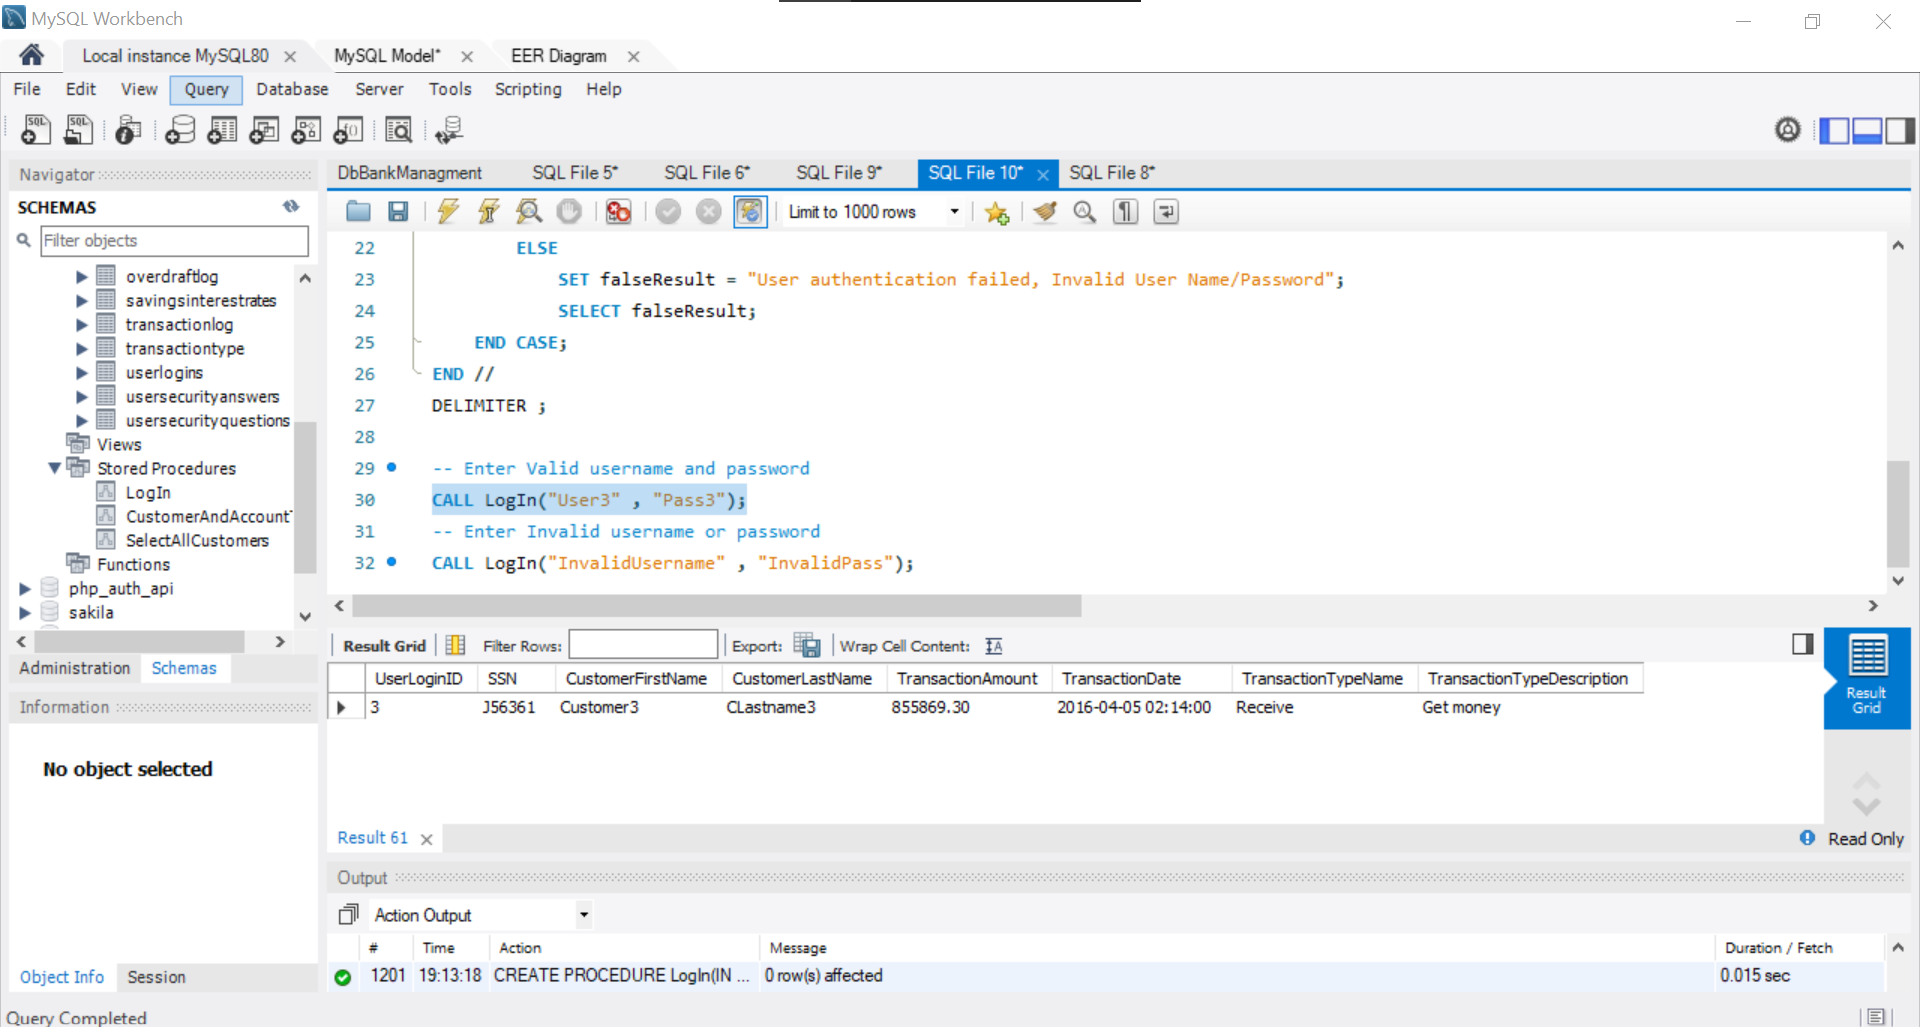 MySQL Workbench
Local instance MySQL80 MySQL Model* EER Diagram
File Edit View Query Database Server Tools Scripting Help
Navigator
SCHEMAS
Filter objects
overdraftlog
savingsinterestrates
transactionlog
transactiontype
userlogins
usersecurityanswers
usersecurityquestions
Views
Stored Procedures
LogIn
CustomerAndAccount
SelectAllCustomers
Functions
php_auth_api
sakila
Administration Schemas
Information
No object selected
Object Info Session
DbBankManagment SQL File 5* SQL File 6* SQL File 9* SQL File 10* SQL File 8*
Limit to 1000 rows
22 ELSE
23 SET falseResult = "User authentication failed, Invalid User Name/Password";
24 SELECT falseResult;
25 END CASE;
26 END //
27 DELIMITER ;
28
29 -- Enter Valid username and password
30 CALL LogIn("User3" , "Pass3");
31 -- Enter Invalid username or password
32 CALL LogIn("InvalidUsername" , "InvalidPass");
Result Grid Filter Rows: Export: Wrap Cell Content:
UserLoginID SSN CustomerFirstName CustomerLastName TransactionAmount TransactionDate TransactionTypeName TransactionTypeDescription
3 J56361 Customer3 CLastname3 855869.30 2016-04-05 02:14:00 Receive Get money
Result
Grid
Result 61
Read Only
Output
Action Output
# Time Action Message Duration / Fetch
1201 19:13:18 CREATE PROCEDURE LogIn(IN ... 0 row(s) affected 0.015 sec
Query Completed